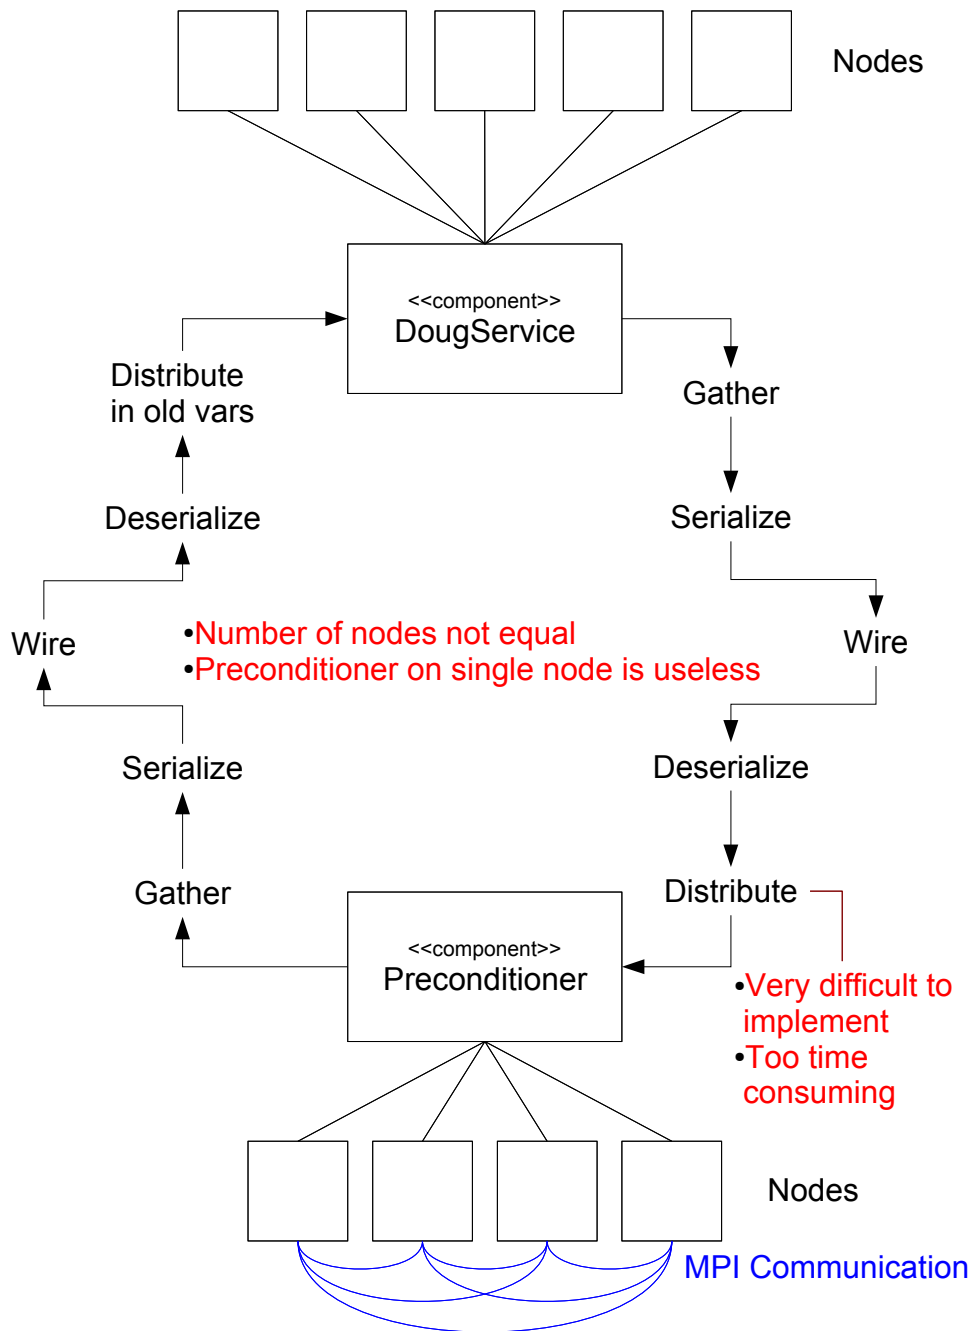 Nodes
<<component>>
DougService
Distribute
in old vars
Gather
Deserialize
Serialize
•Number of nodes not equal
•Preconditioner on single node is useless
Wire
Wire
Serialize
Deserialize
Gather
Distribute
<<component>>
Preconditioner
•Very difficult to
implement
•Too time
consuming
Nodes
MPI Communication